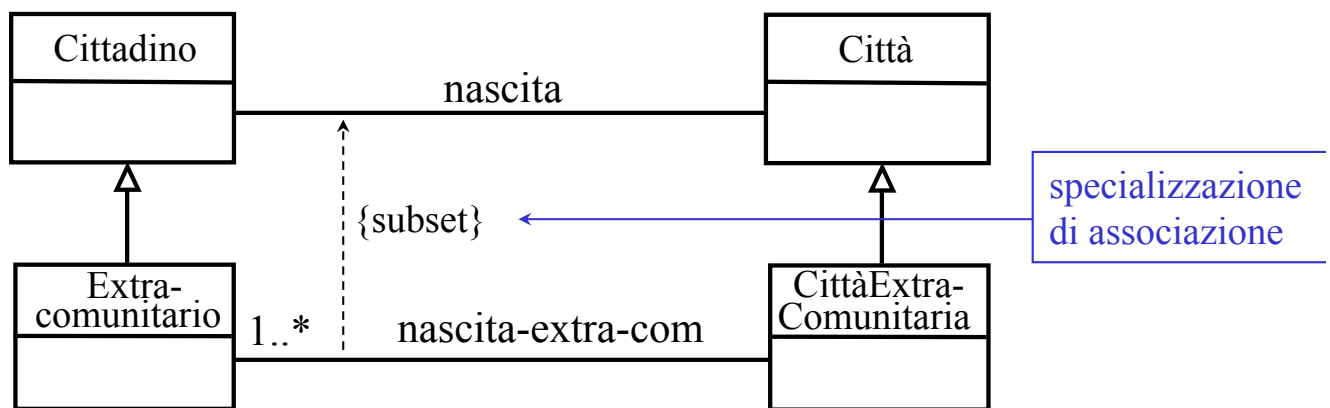 Cittadino
Città
nascita
{subset}
specializzazione
di associazione
Extra-
comunitario
1..*
nascita-extra-com
CittàExtra-
Comunitaria